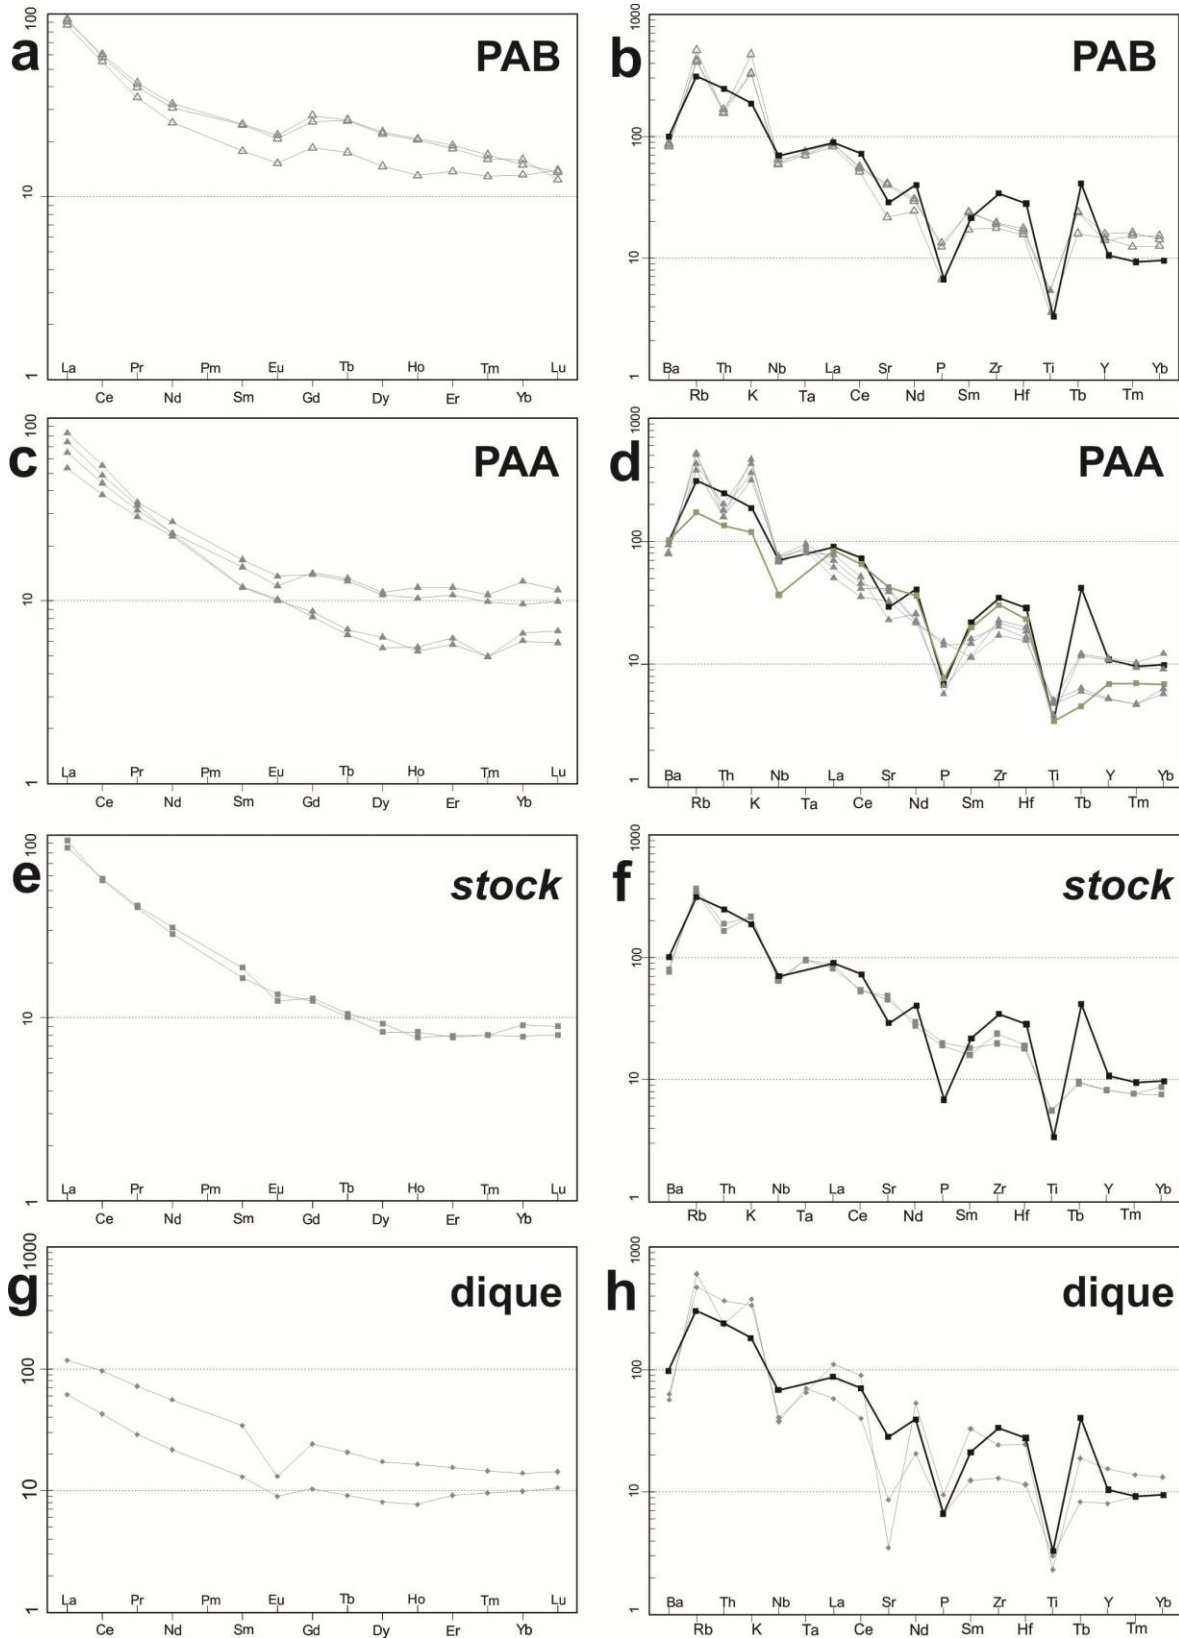 a PAB
100
10
1
La Pr Pm Eu Tb Ho Tm Lu
Ce Nd Sm Gd Dy Er Yb
b PAB
1000
100
10
1
Ba Th Nb La Sr P Zr Ti Y Yb
Rb K Ta Ce Nd Sm Hf Tb Tm
c PAA
100
10
1
La Pr Pm Eu Tb Ho Tm Lu
Ce Nd Sm Gd Dy Er Yb
d PAA
1000
100
10
1
Ba Th Nb La Sr P Zr Ti Y Yb
Rb K Ta Ce Nd Sm Hf Tb Tm
e stock
100
10
1
La Pr Pm Eu Tb Ho Tm Lu
Ce Nd Sm Gd Dy Er Yb
f stock
1000
100
10
1
Ba Th Nb La Sr P Zr Ti Y Yb
Rb K Ta Ce Nd Sm Hf Tb Tm
g dique
1000
100
10
1
La Pr Pm Eu Tb Ho Tm Lu
Ce Nd Sm Gd Dy Er Yb
h dique
1000
100
10
1
Ba Th Nb La Sr P Zr Ti Y Yb
Rb K Ta Ce Nd Sm Hf Tb Tm